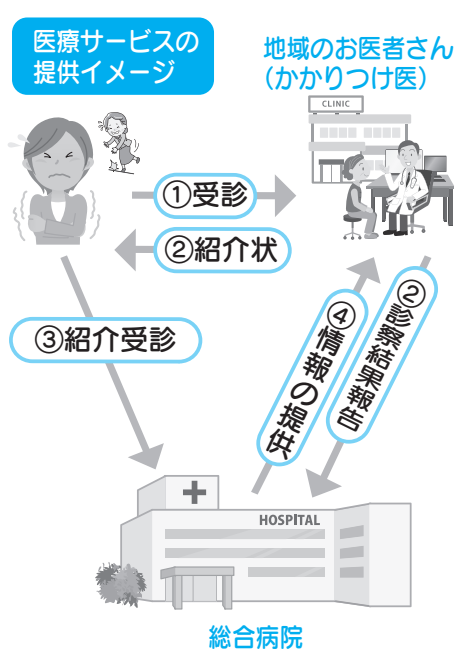 医療サービスの
提供イメージ
地域のお医者さん
(かかりつけ医)
CLINIC
①受診
②紹介状
③紹介受診
④情報の提供
②診察結果報告
HOSPITAL
総合病院